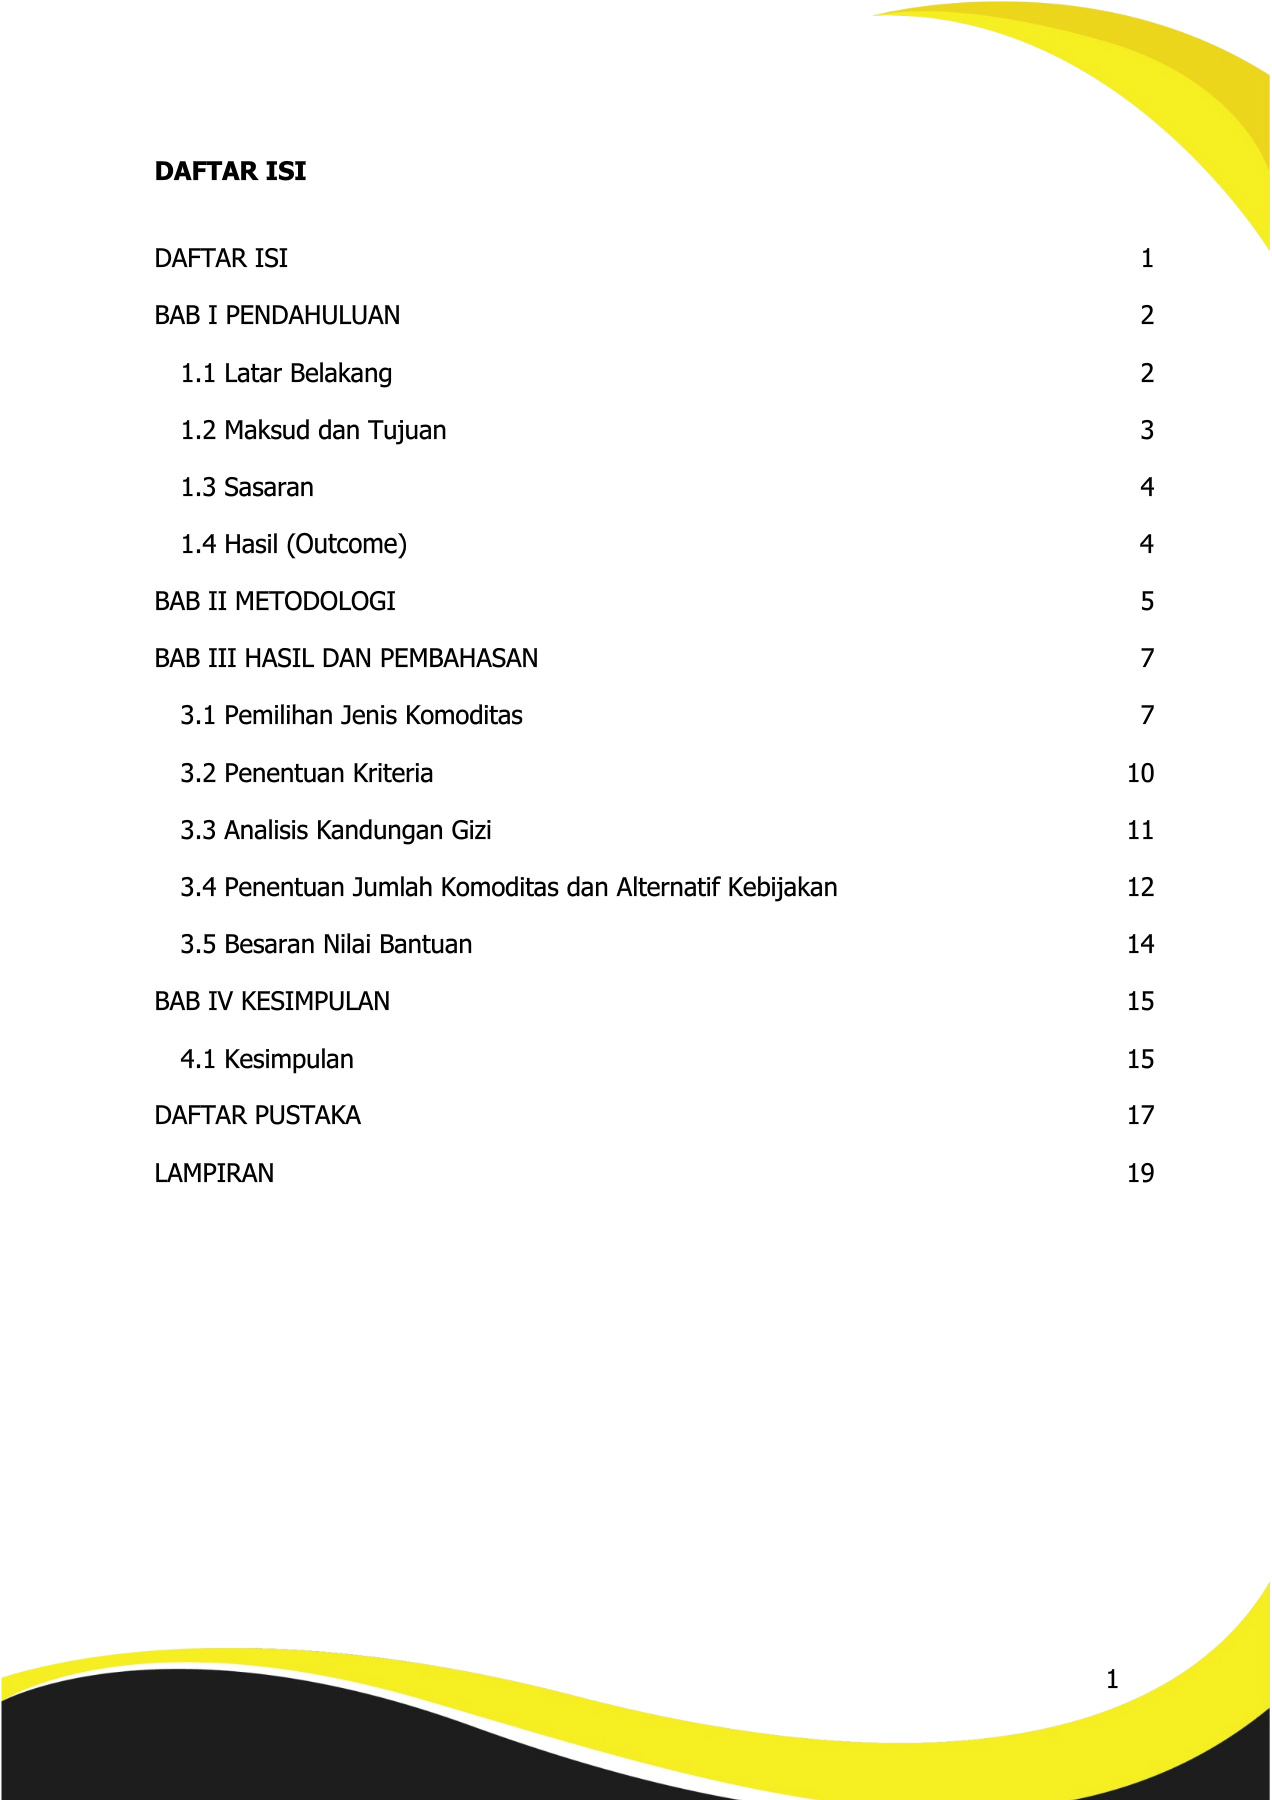 DAFTAR ISI
DAFTAR ISI 1
BAB I PENDAHULUAN 2
1.1 Latar Belakang 2
1.2 Maksud dan Tujuan 3
1.3 Sasaran 4
1.4 Hasil (Outcome) 4
BAB II METODOLOGI 5
BAB III HASIL DAN PEMBAHASAN 7
3.1 Pemilihan Jenis Komoditas 7
3.2 Penentuan Kriteria 10
3.3 Analisis Kandungan Gizi 11
3.4 Penentuan Jumlah Komoditas dan Alternatif Kebijakan 12
3.5 Besaran Nilai Bantuan 14
BAB IV KESIMPULAN 15
4.1 Kesimpulan 15
DAFTAR PUSTAKA 17
LAMPIRAN 19
1